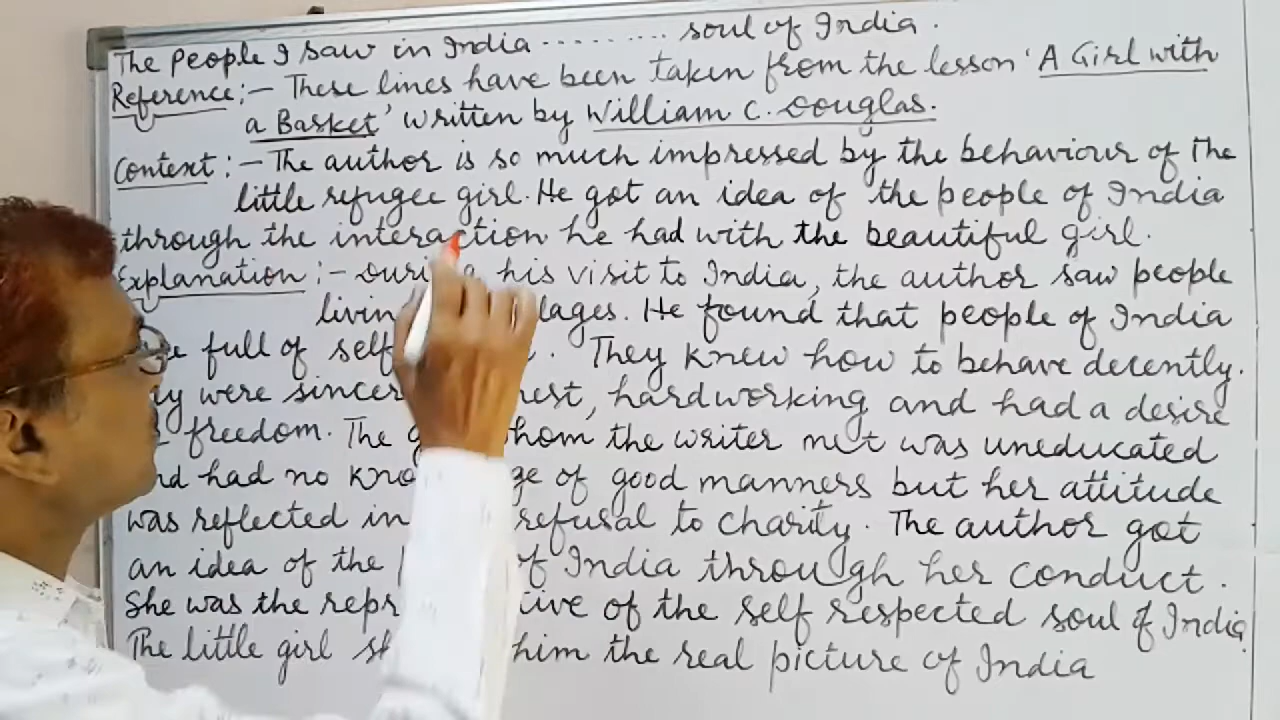 The People I saw in India ......... soul of India.
Reference :- These lines have been taken from the lesson 'A Girl with
a Basket' written by William C. Douglas.
Context :- The author is so much impressed by the behaviour of the
little refugee girl. He got an idea of the people of India
through the interaction he had with the beautiful girl.
Explanation :- his visit to India, the author saw people
He found that people of India
full of self They knew how to behave decently.
were hardworking and had a desire
freedom. The whom the writer met was uneducated
had no of good manners but her attitude
was reflected in refusal to charity. The author got
an idea of the of India through her conduct.
She was the of the self respected soul of India.
The little girl him the real picture of India